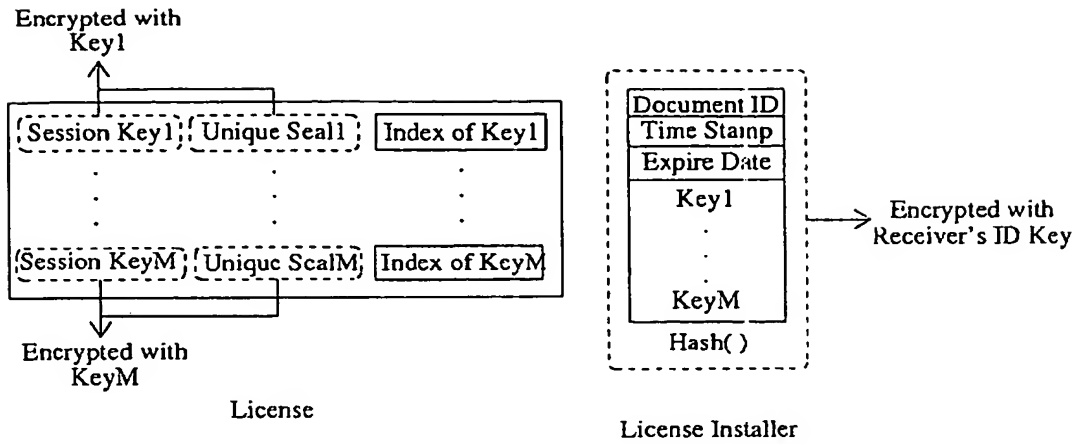 Encrypted with
Key1
Session Key1 Unique Seal1 Index of Key1
Session KeyM Unique SealM Index of KeyM
Encrypted with
KeyM
License
Document ID
Time Stamp
Expire Date
Key1
KeyM
Hash( )
Encrypted with
Receiver's ID Key
License Installer